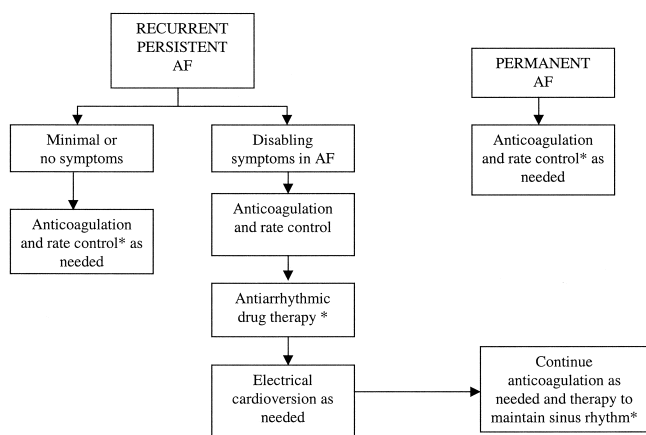 RECURRENT
PERSISTENT
AF
PERMANENT
AF
Minimal or
no symptoms
Disabling
symptoms in AF
Anticoagulation
and rate control* as
needed
Anticoagulation
and rate control* as
needed
Anticoagulation
and rate control
Antiarrhythmic
drug therapy *
Electrical
cardioversion as
needed
Continue
anticoagulation as
needed and therapy to
maintain sinus rhythm*